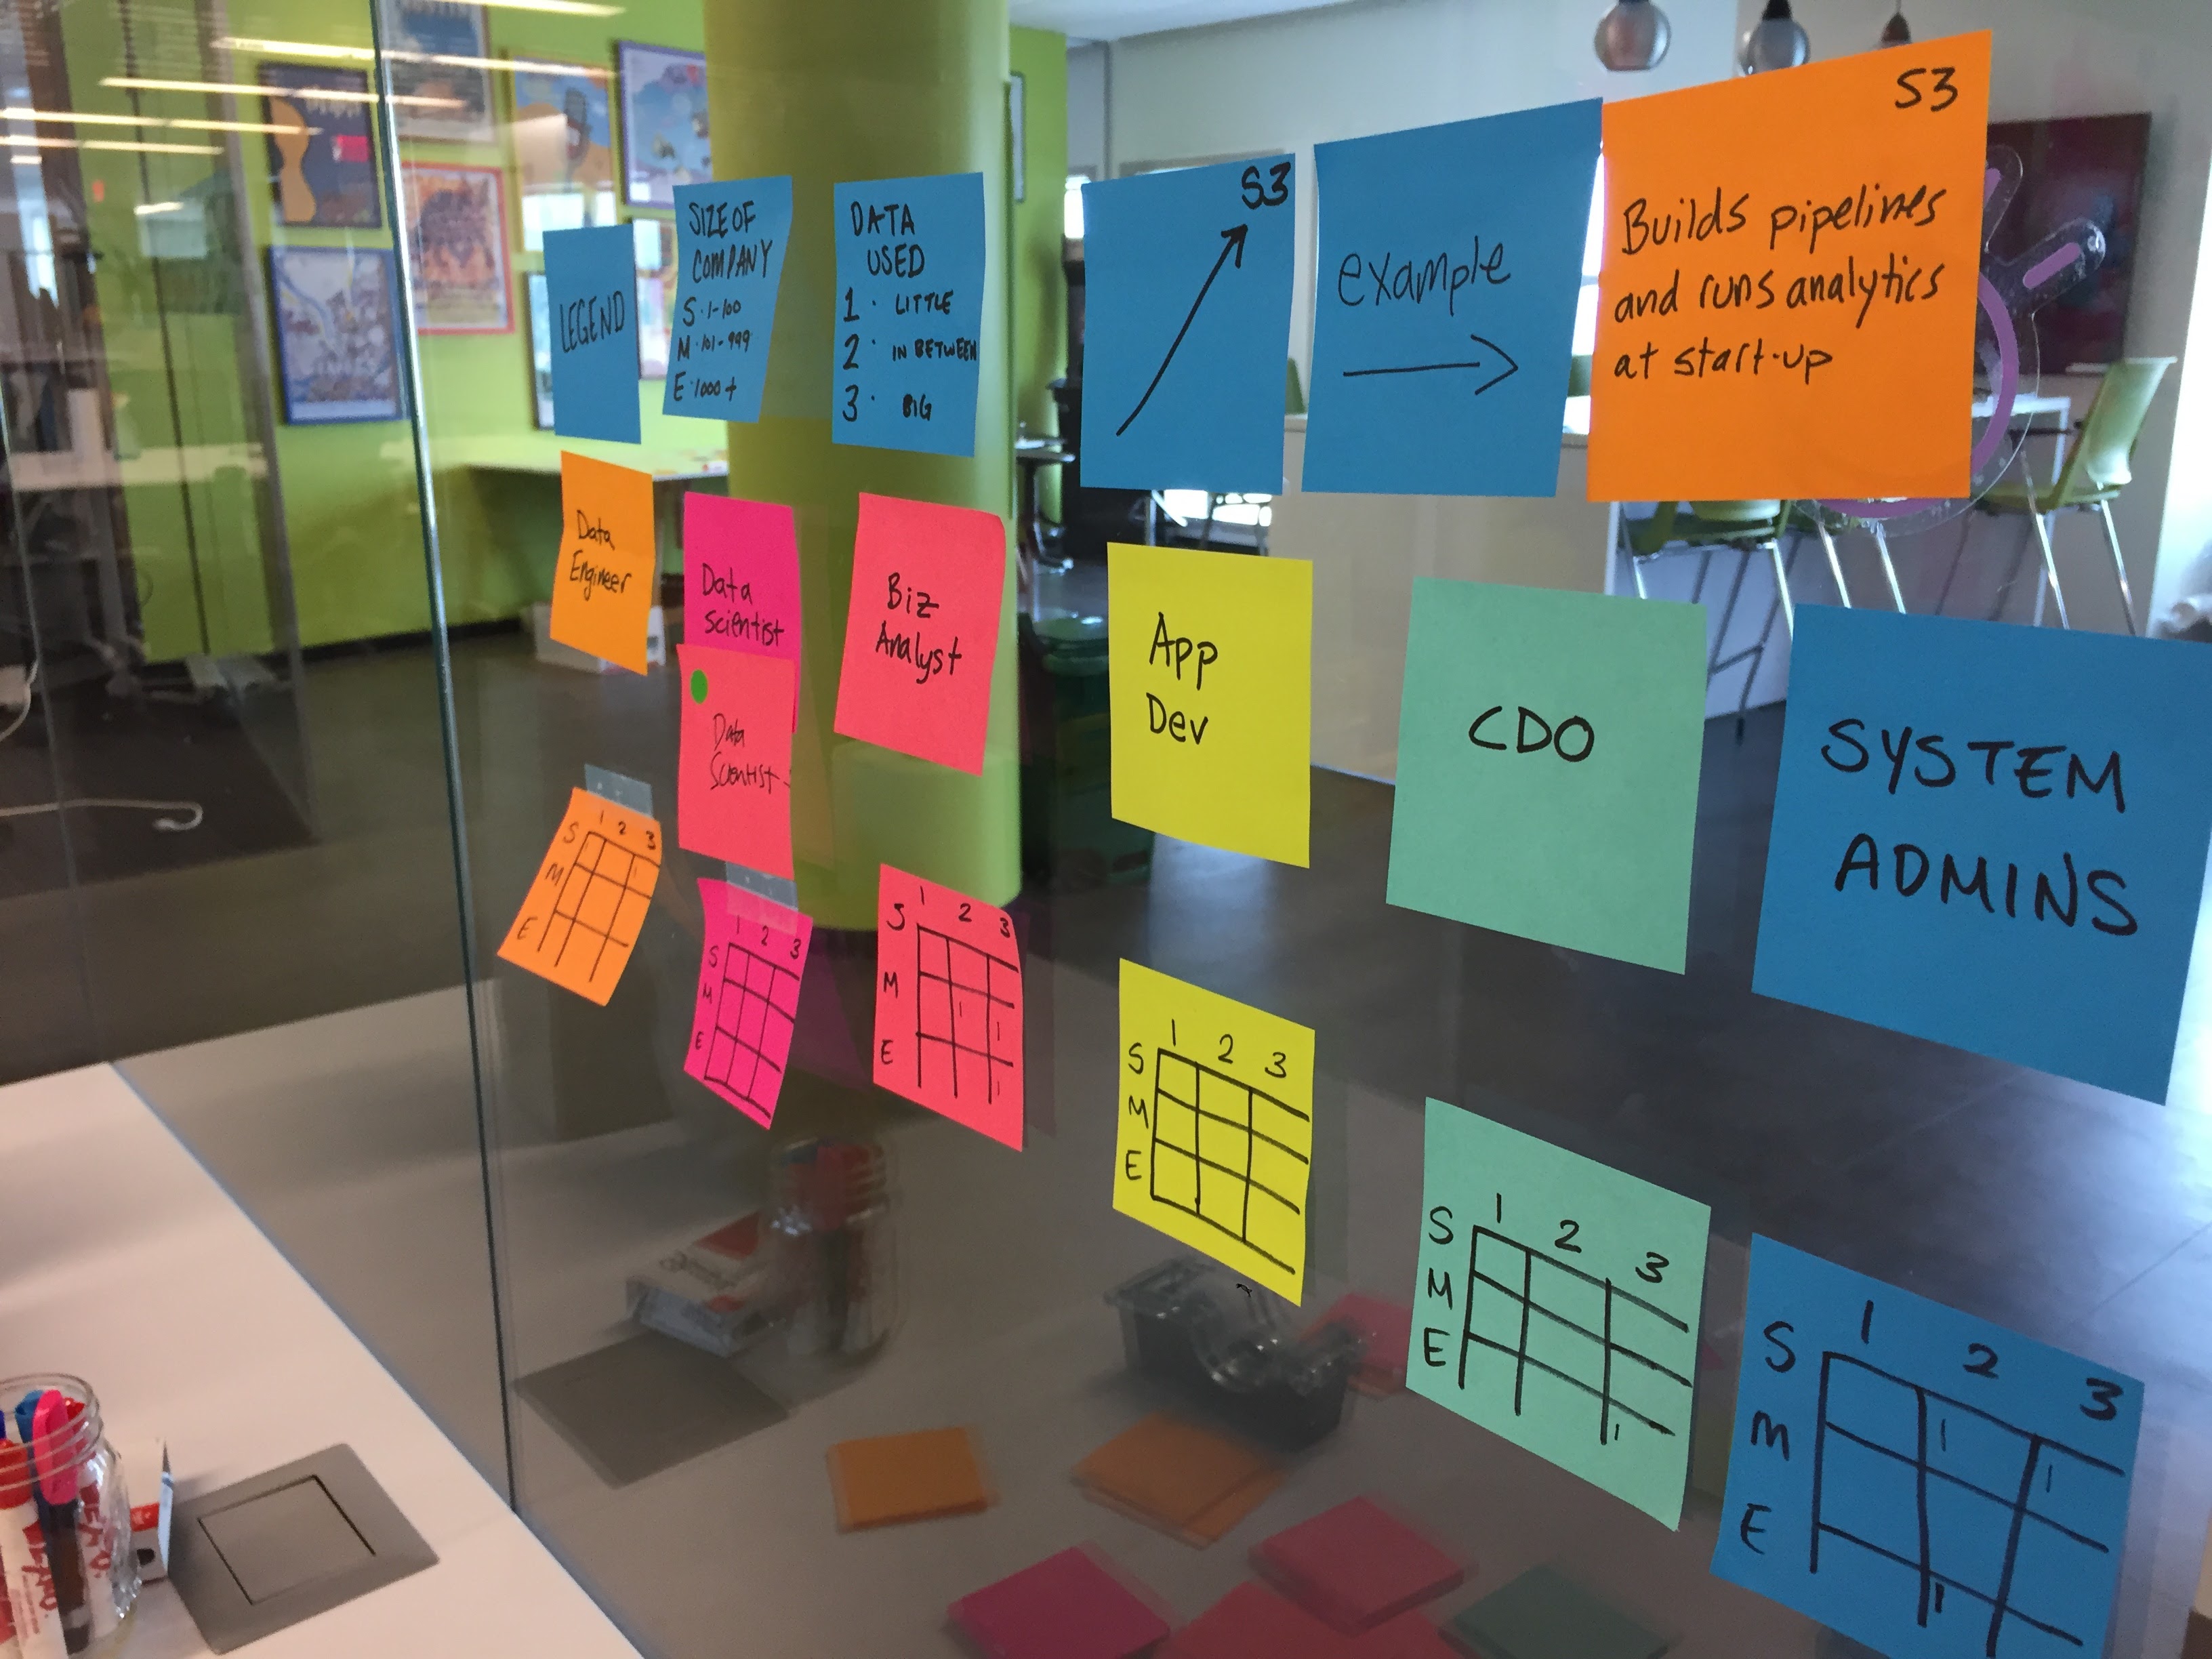 LEGEND
SIZE OF
COMPANY
S · 1-100
M · 101-999
E · 1000+
DATA
USED
1 · LITTLE
2 · IN BETWEEN
3 · BIG
S3
example
S3
Builds pipelines
and runs analytics
at start-up
Data
Engineer
Data
scientist
Data
Scientist
Biz
Analyst
App
Dev
CDO
SYSTEM
ADMINS
1 2 3
S
M
E
1 2 3
S
M
E
1 2 3
S
M
E
1 2 3
S
M
E
1 2 3
S
M
E
1 2 3
S
M
E